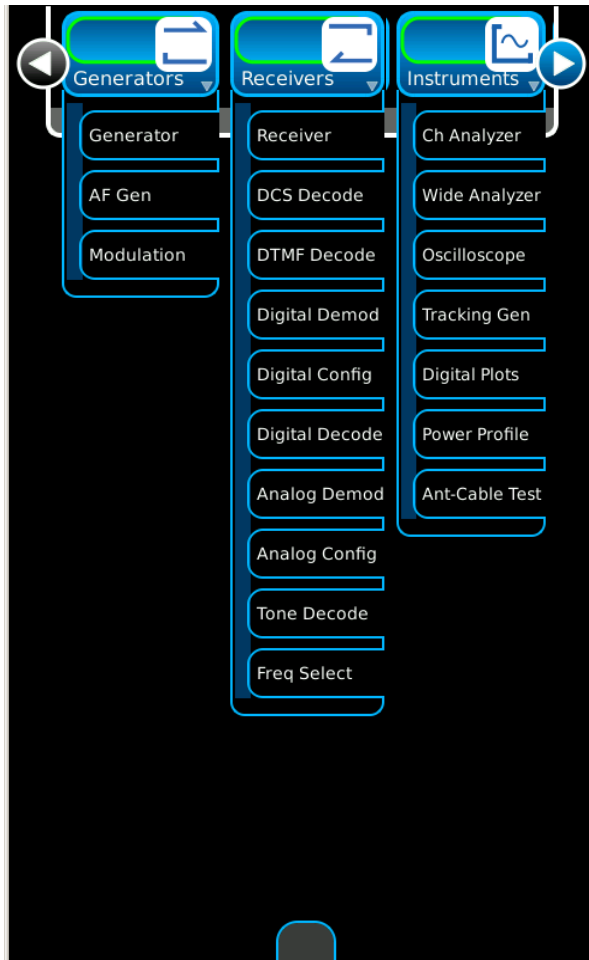 Generators
Generator
AF Gen
Modulation
Receivers
Receiver
DCS Decode
DTMF Decode
Digital Demod
Digital Config
Digital Decode
Analog Demod
Analog Config
Tone Decode
Freq Select
Instruments
Ch Analyzer
Wide Analyzer
Oscilloscope
Tracking Gen
Digital Plots
Power Profile
Ant-Cable Test